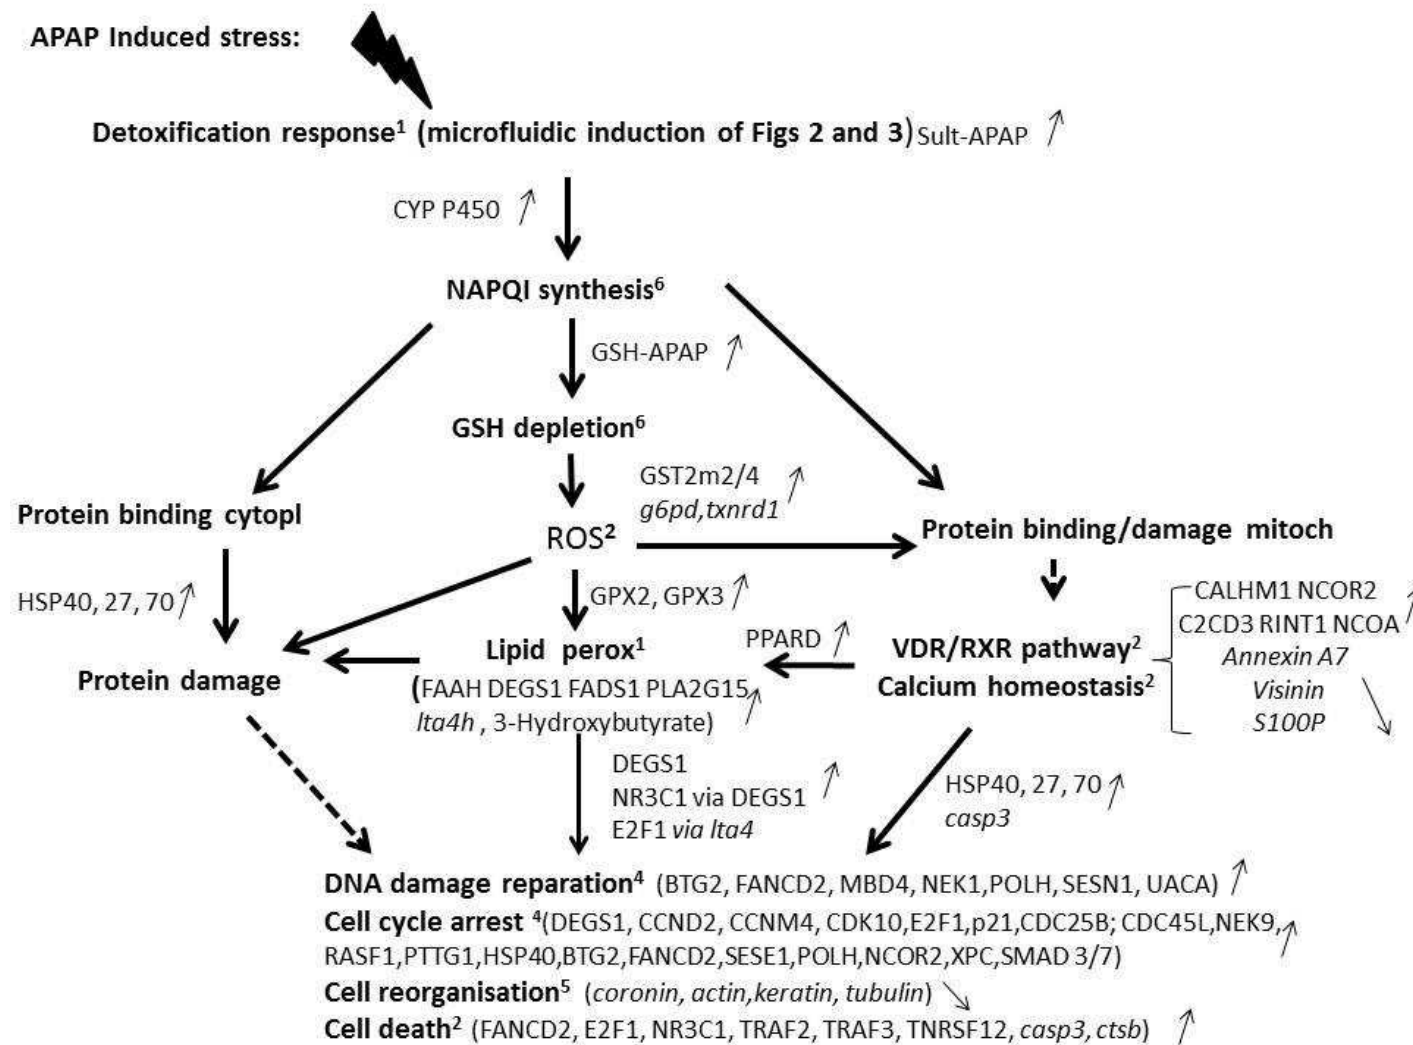 APAP Induced stress:
Detoxification response¹ (microfluidic induction of Figs 2 and 3) Sult-APAP
CYP P450
NAPQI synthesis⁶
GSH-APAP
GSH depletion⁶
GST2m2/4
g6pd,txnrd1
Protein binding cytopl
ROS²
Protein binding/damage mitoch
HSP40, 27, 70
GPX2, GPX3
CALHM1 NCOR2
C2CD3 RINT1 NCOA
Annexin A7
Visinin
S100P
PPARD
VDR/RXR pathway²
Calcium homeostasis²
Lipid perox¹
(FAAH DEGS1 FADS1 PLA2G15
lta4h , 3-Hydroxybutyrate)
Protein damage
DEGS1
NR3C1 via DEGS1
E2F1 via lta4
HSP40, 27, 70
casp3
DNA damage reparation⁴ (BTG2, FANCD2, MBD4, NEK1,POLH, SESN1, UACA)
Cell cycle arrest ⁴(DEGS1, CCND2, CCNM4, CDK10,E2F1,p21,CDC25B; CDC45L,NEK9,
RASF1,PTTG1,HSP40,BTG2,FANCD2,SESE1,POLH,NCOR2,XPC,SMAD 3/7)
Cell reorganisation⁵ (coronin, actin,keratin, tubulin)
Cell death² (FANCD2, E2F1, NR3C1, TRAF2, TRAF3, TNRSF12, casp3, ctsb)